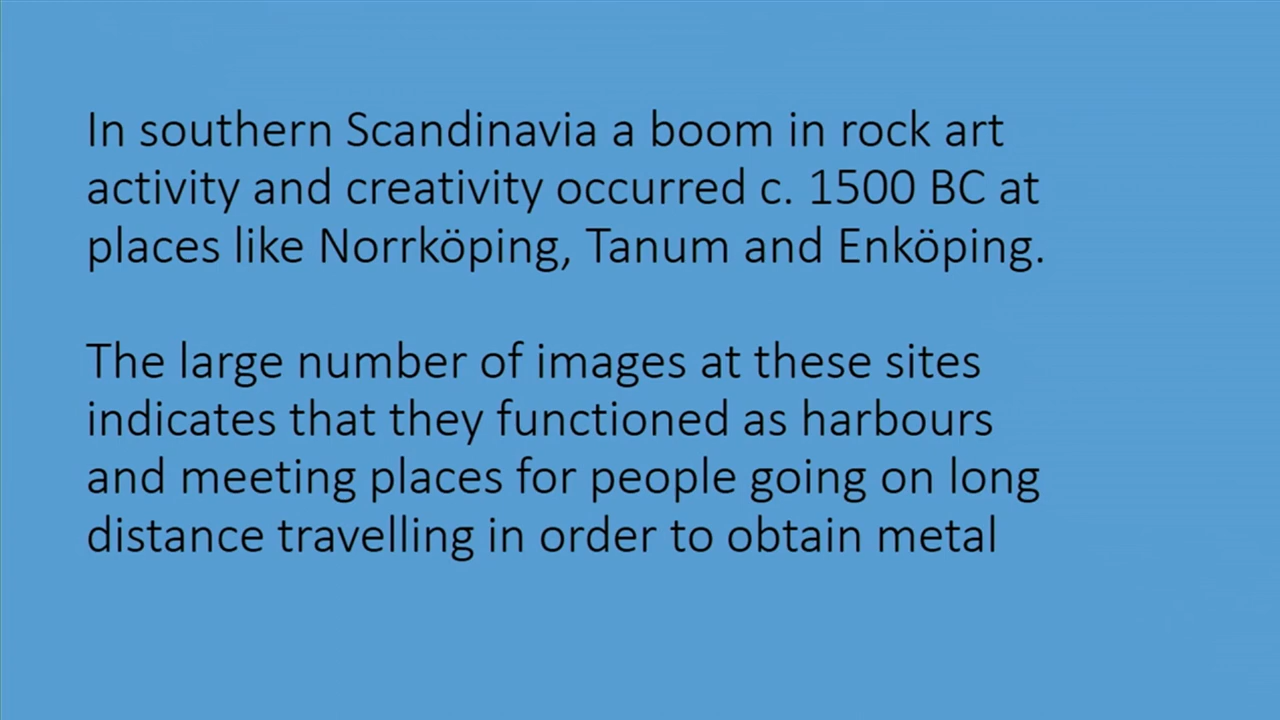 In southern Scandinavia a boom in rock art
activity and creativity occurred c. 1500 BC at
places like Norrköping, Tanum and Enköping.
The large number of images at these sites
indicates that they functioned as harbours
and meeting places for people going on long
distance travelling in order to obtain metal